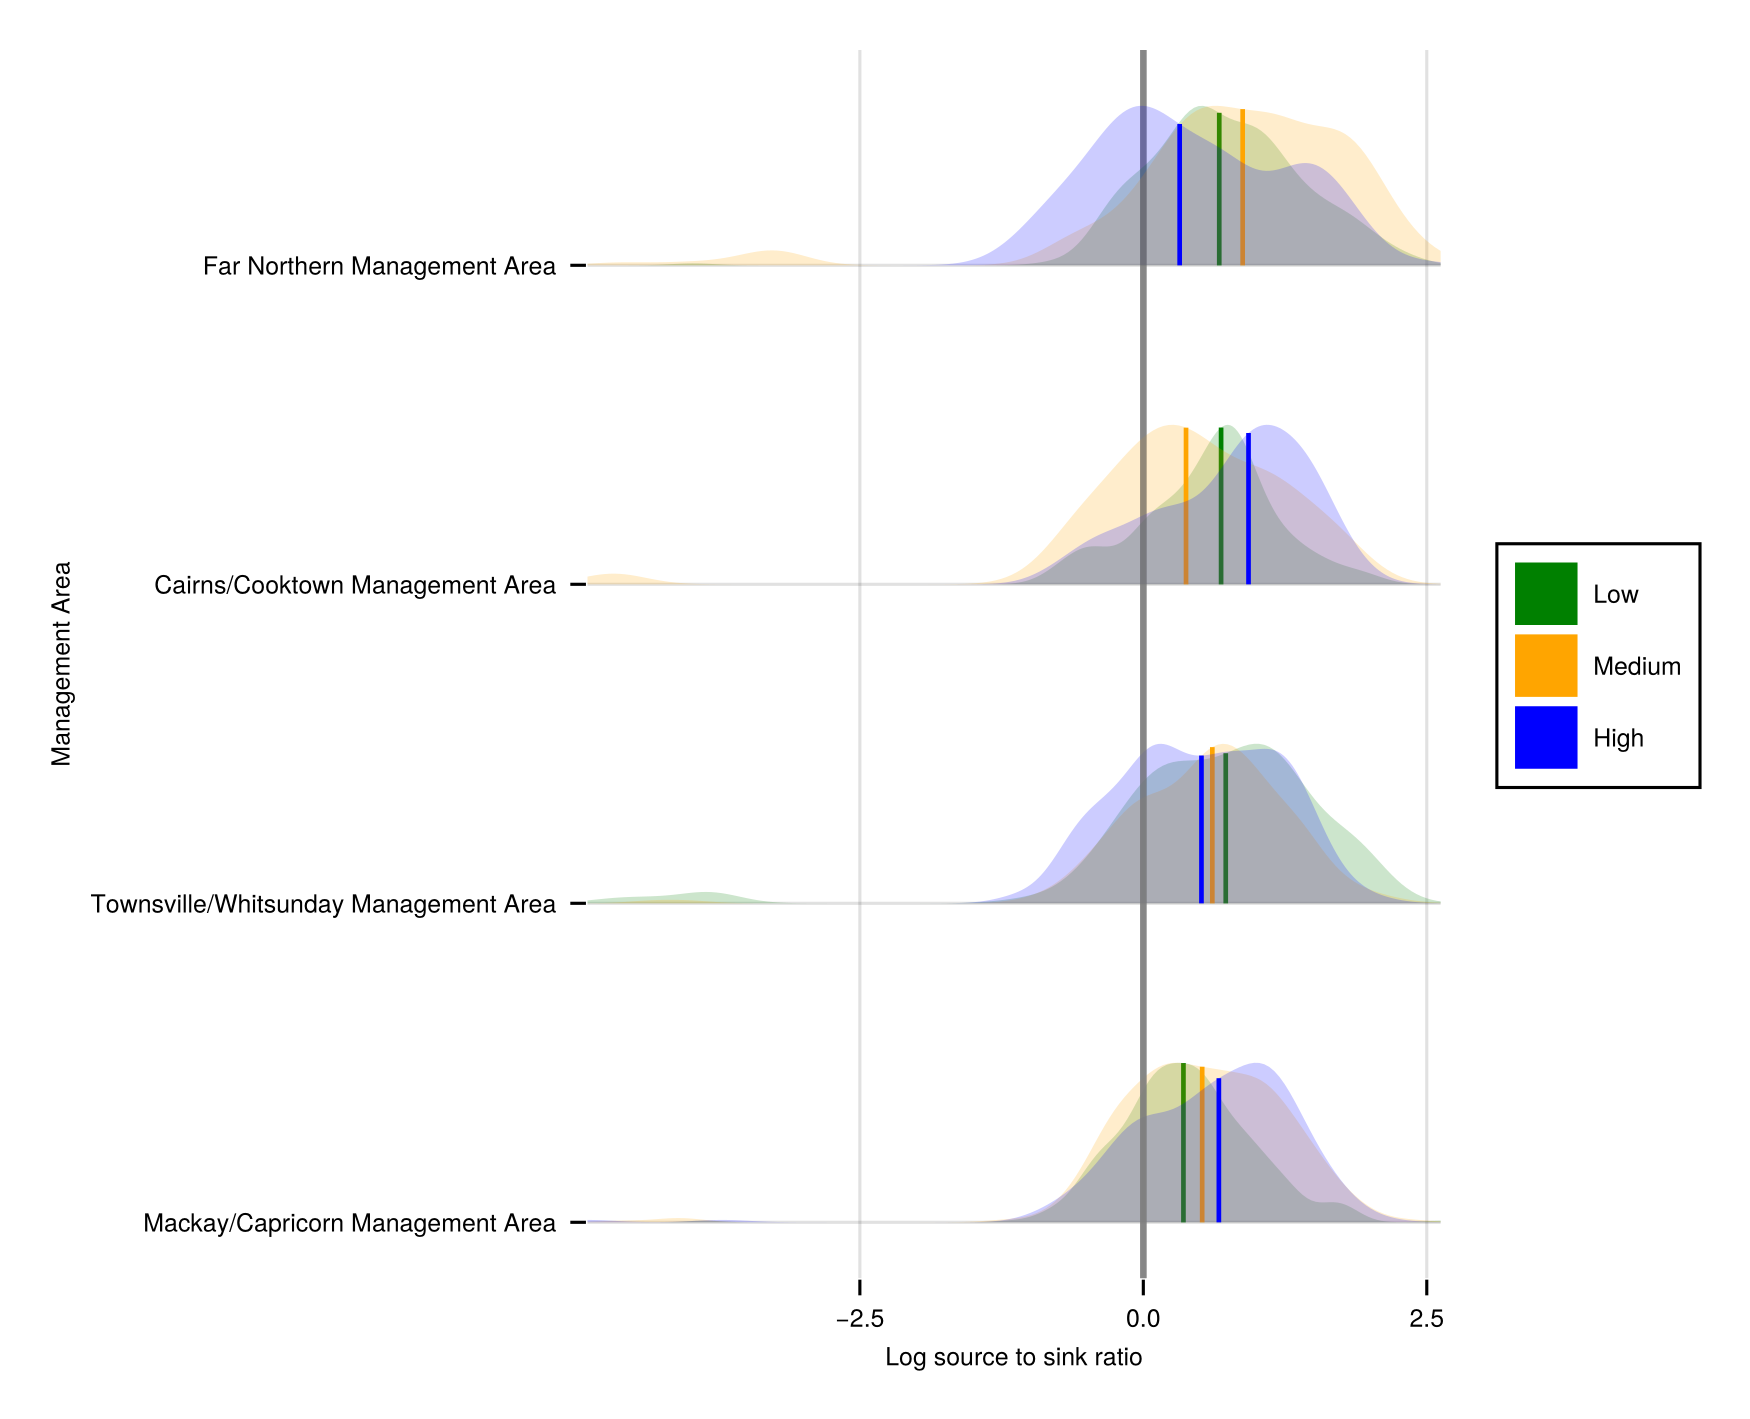 Far Northern Management Area
Cairns/Cooktown Management Area
Townsville/Whitsunday Management Area
Mackay/Capricorn Management Area
Management Area
−2.5
0.0
2.5
Log source to sink ratio
Low
Medium
High